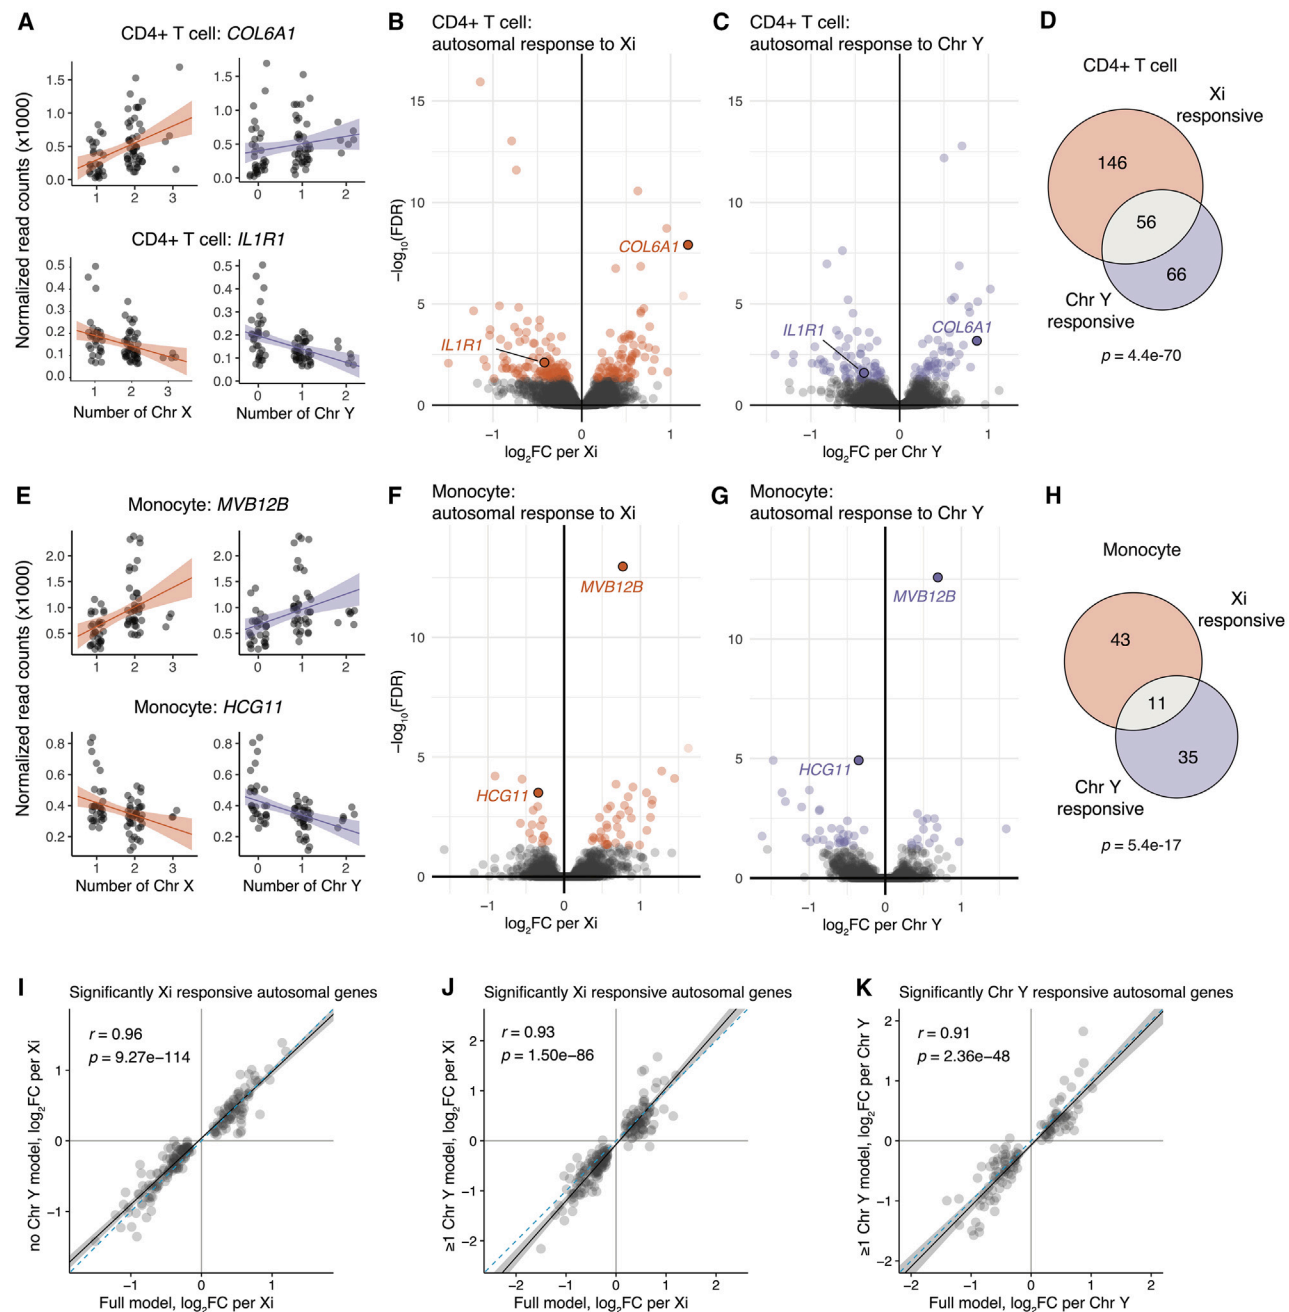 A
CD4+ T cell: COL6A1
Normalized read counts (x1000)
1.5
1.0
0.5
0.0
1 2 3
1.5
1.0
0.5
0.0
0 1 2
CD4+ T cell: IL1R1
0.5
0.4
0.3
0.2
0.1
0.0
1 2 3
Number of Chr X
0.5
0.4
0.3
0.2
0.1
0.0
0 1 2
Number of Chr Y
B
CD4+ T cell:
autosomal response to Xi
−log10(FDR)
15
10
5
0
COL6A1
IL1R1
−1 0 1
log2FC per Xi
C
CD4+ T cell:
autosomal response to Chr Y
15
10
5
0
IL1R1
COL6A1
−1 0 1
log2FC per Chr Y
D
CD4+ T cell
Xi
responsive
146
56
66
Chr Y
responsive
p = 4.4e-70
E
Monocyte: MVB12B
Normalized read counts (x1000)
2.0
1.5
1.0
0.5
1 2 3
2.0
1.5
1.0
0.5
0 1 2
Monocyte: HCG11
0.8
0.6
0.4
0.2
1 2 3
Number of Chr X
0.8
0.6
0.4
0.2
0 1 2
Number of Chr Y
F
Monocyte:
autosomal response to Xi
−log10(FDR)
10
5
0
MVB12B
HCG11
−1 0 1
log2FC per Xi
G
Monocyte:
autosomal response to Chr Y
10
5
0
MVB12B
HCG11
−1 0 1
log2FC per Chr Y
H
Monocyte
Xi
responsive
43
11
35
Chr Y
responsive
p = 5.4e-17
I
Significantly Xi responsive autosomal genes
r = 0.96
p = 9.27e−114
no Chr Y model, log2FC per Xi
1
0
−1
−1 0 1
Full model, log2FC per Xi
J
Significantly Xi responsive autosomal genes
r = 0.93
p = 1.50e−86
≥1 Chr Y model, log2FC per Xi
2
1
0
−1
−2
−2 −1 0 1 2
Full model, log2FC per Xi
K
Significantly Chr Y responsive autosomal genes
r = 0.91
p = 2.36e−48
≥1 Chr Y model, log2FC per Chr Y
2
1
0
−1
−2
−2 −1 0 1 2
Full model, log2FC per Chr Y